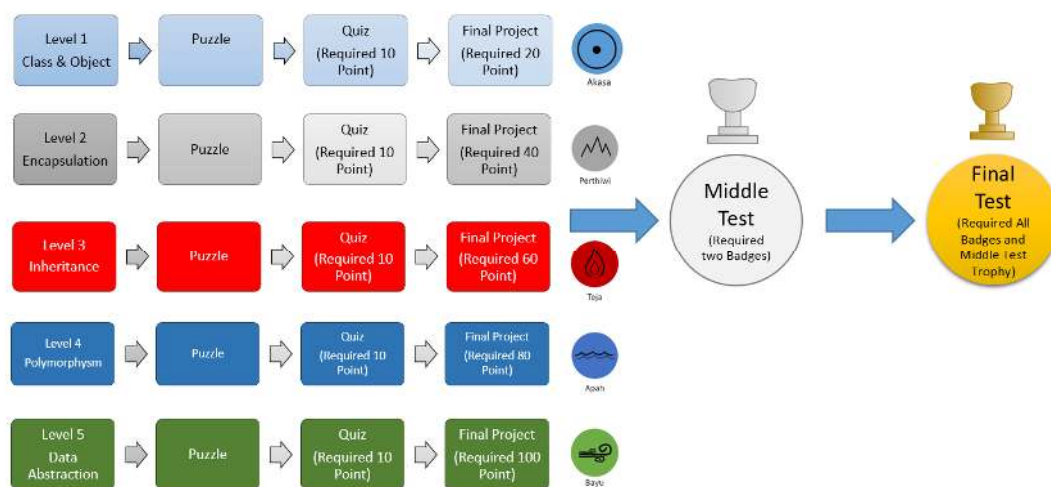 Level 1
Class & Object
Puzzle
Quiz
(Required 10
Point)
Final Project
(Required 20
Point)
Akasa
Level 2
Encapsulation
Puzzle
Quiz
(Required 10
Point)
Final Project
(Required 40
Point)
Perthiwi
Level 3
Inheritance
Puzzle
Quiz
(Required 10
Point)
Final Project
(Required 60
Point)
Teja
Level 4
Polymorphism
Puzzle
Quiz
(Required 10
Point)
Final Project
(Required 80
Point)
Apah
Level 5
Data
Abstraction
Puzzle
Quiz
(Required 10
Point)
Final Project
(Required 100
Point)
Bayu
Middle
Test
(Required
two Badges)
Final
Test
(Required All
Badges and
Middle Test
Trophy)